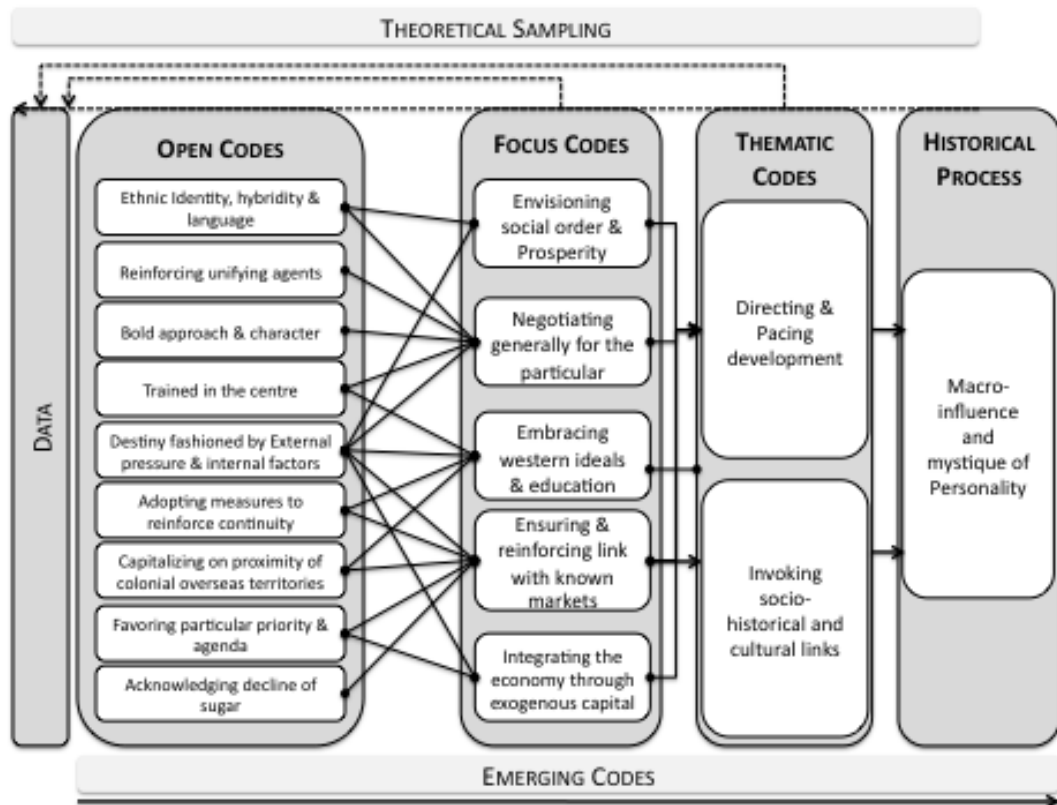 THEORETICAL SAMPLING
DATA
OPEN CODES
Ethnic Identity, hybridity &
language
Reinforcing unifying agents
Bold approach & character
Trained in the centre
Destiny fashioned by External
pressure & internal factors
Adopting measures to
reinforce continuity
Capitalizing on proximity of
colonial overseas territories
Favoring particular priority &
agenda
Acknowledging decline of
sugar
FOCUS CODES
Envisioning
social order &
Prosperity
Negotiating
generally for the
particular
Embracing
western ideals
& education
Ensuring &
reinforcing link
with known
markets
Integrating the
economy through
exogenous capital
THEMATIC
CODES
Directing &
Pacing
development
Invoking
socio-
historical and
cultural links
HISTORICAL
PROCESS
Macro-
influence
and
mystique of
Personality
EMERGING CODES